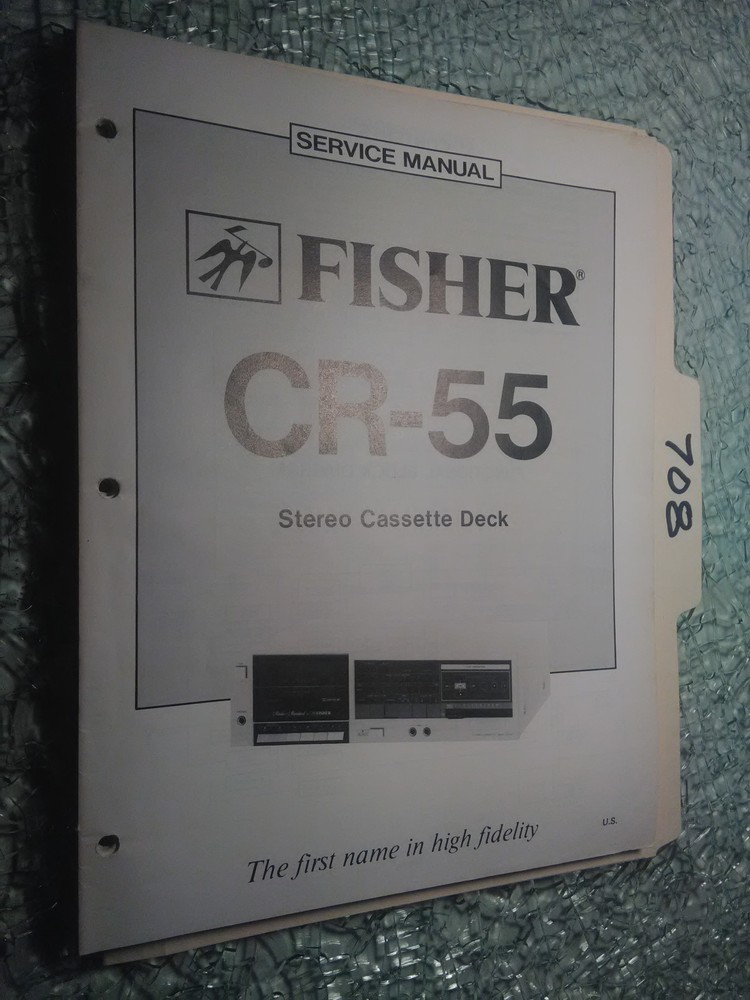 SERVICE MANUAL
FISHER®
CR-55
Stereo Cassette Deck
708
U.S.
The first name in high fidelity